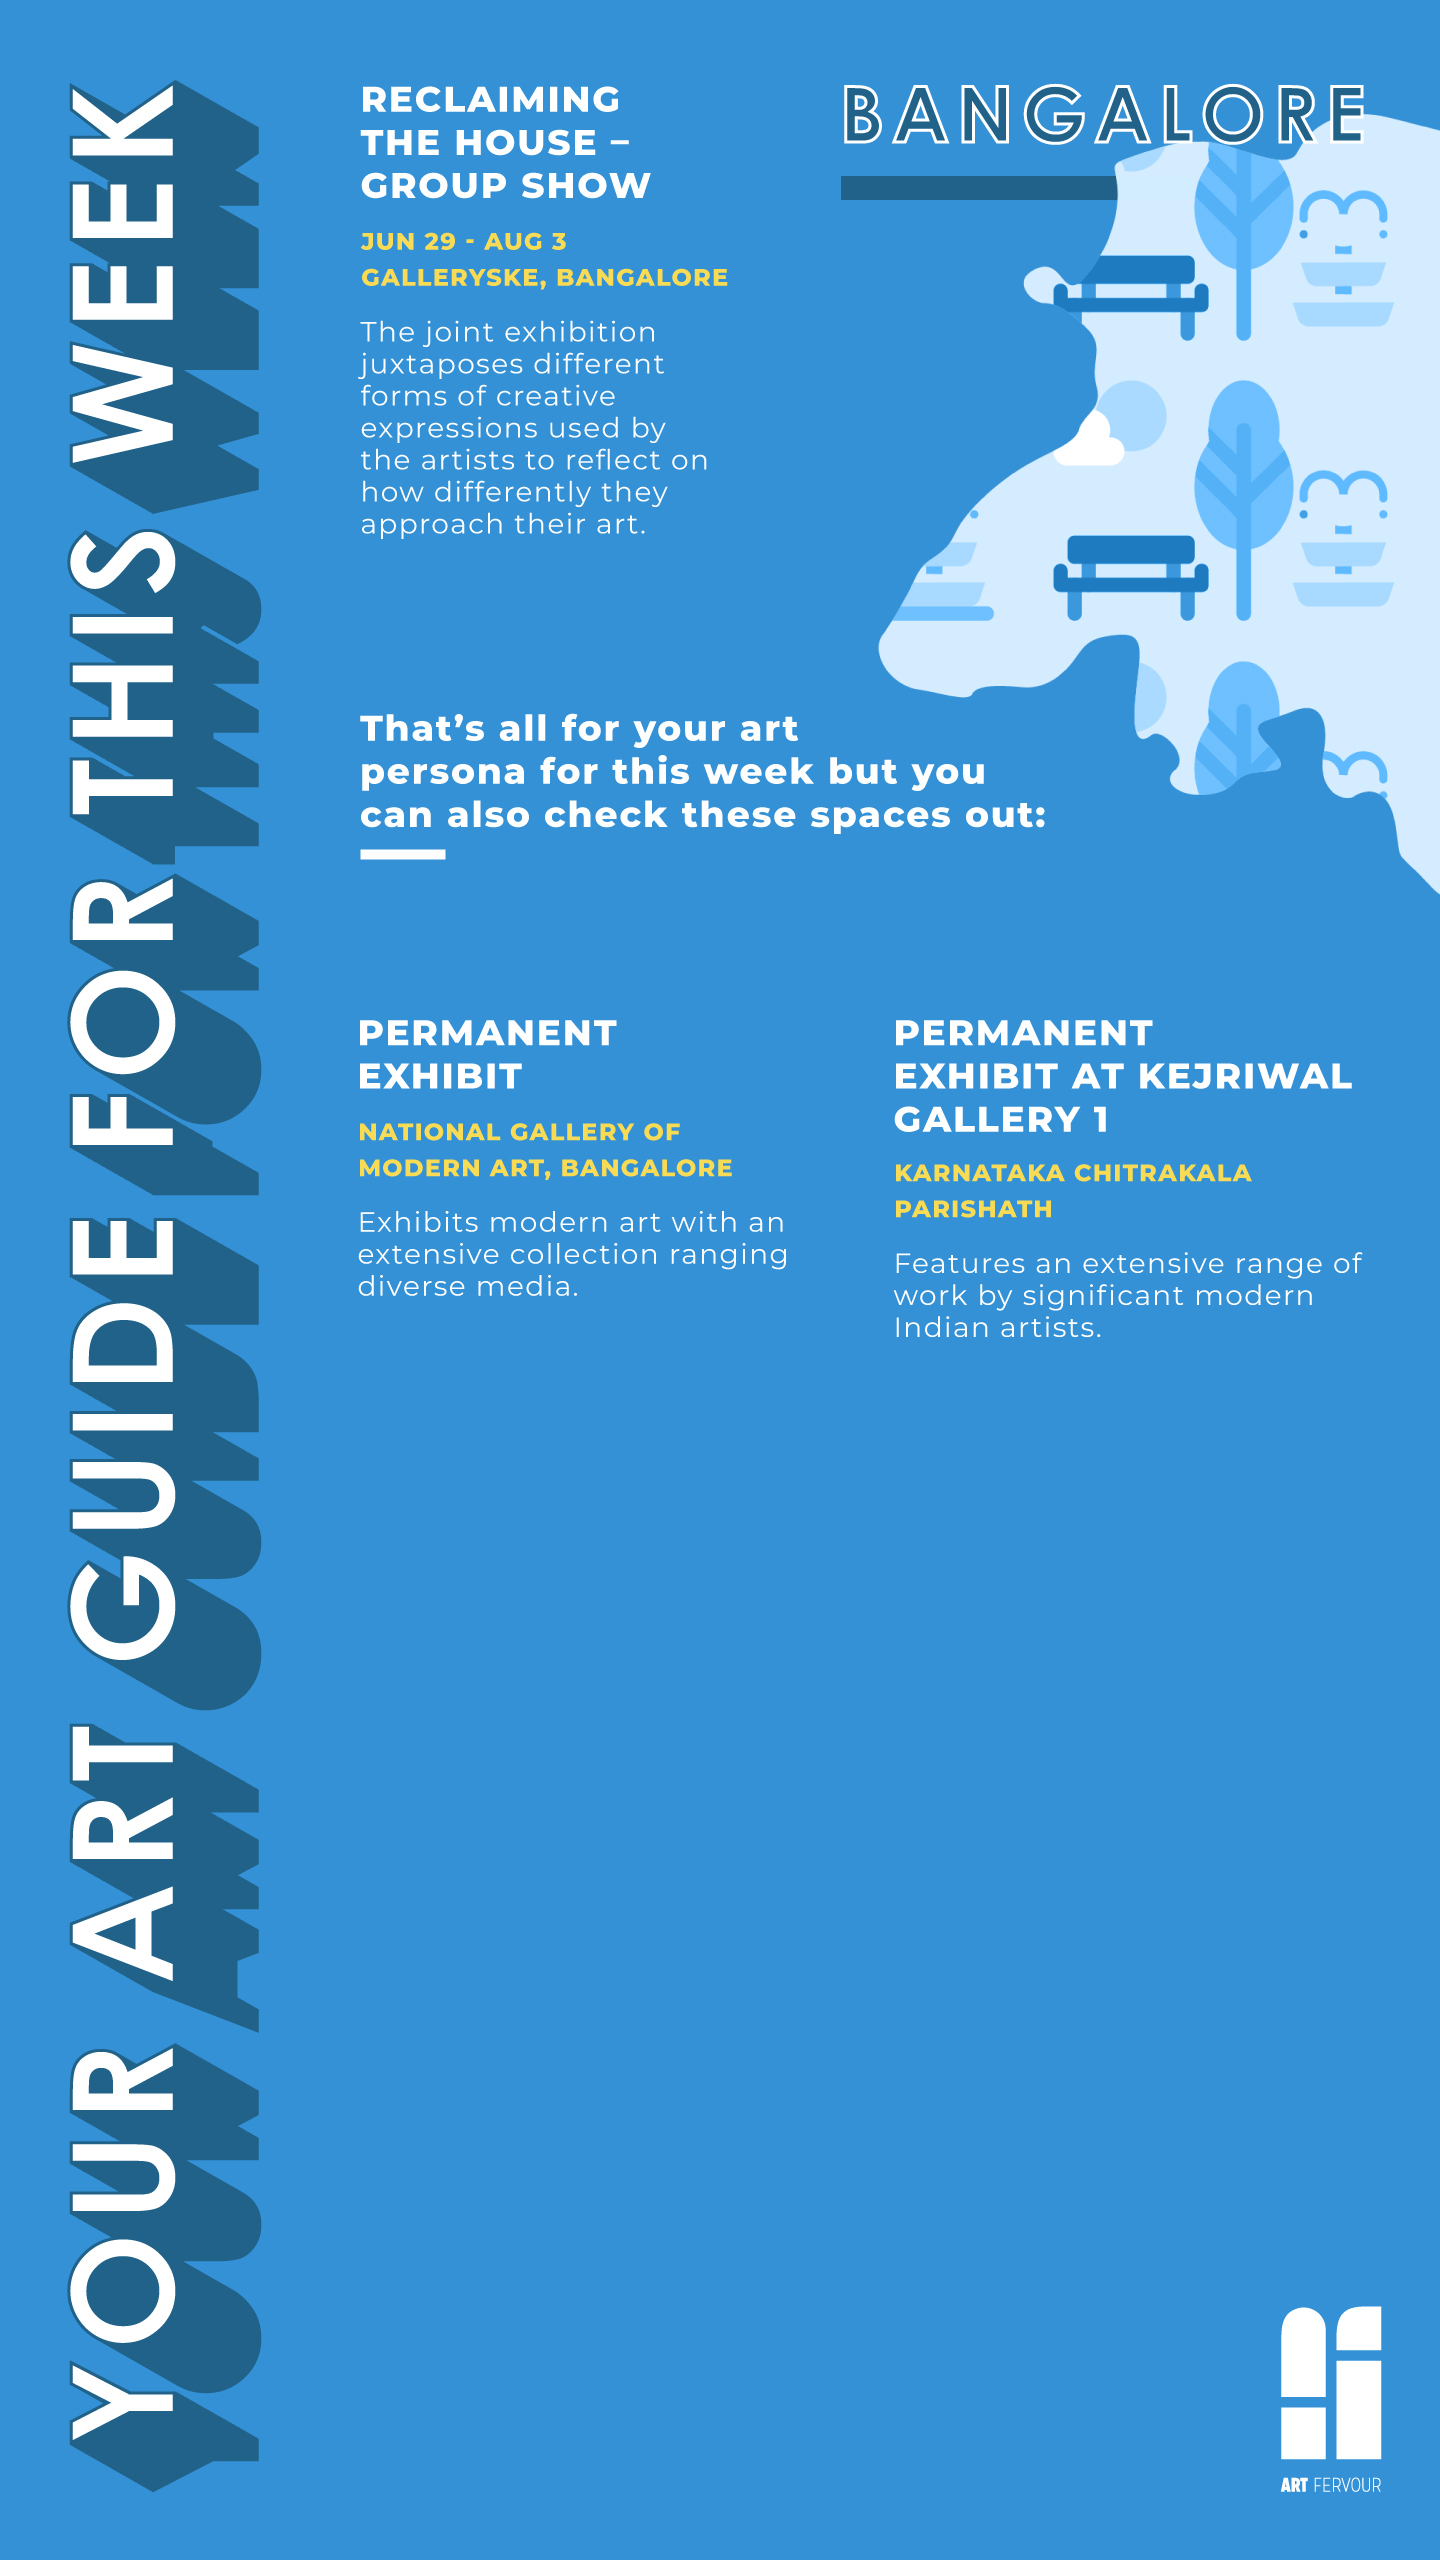 YOUR ART GUIDE FOR THIS WEEK
BANGALORE
RECLAIMING
THE HOUSE –
GROUP SHOW
JUN 29 - AUG 3
GALLERYSKE, BANGALORE
The joint exhibition
juxtaposes different
forms of creative
expressions used by
the artists to reflect on
how differently they
approach their art.
That’s all for your art
persona for this week but you
can also check these spaces out:
PERMANENT
EXHIBIT
NATIONAL GALLERY OF
MODERN ART, BANGALORE
Exhibits modern art with an
extensive collection ranging
diverse media.
PERMANENT
EXHIBIT AT KEJRIWAL
GALLERY 1
KARNATAKA CHITRAKALA
PARISHATH
Features an extensive range of
work by significant modern
Indian artists.
ART FERVOUR